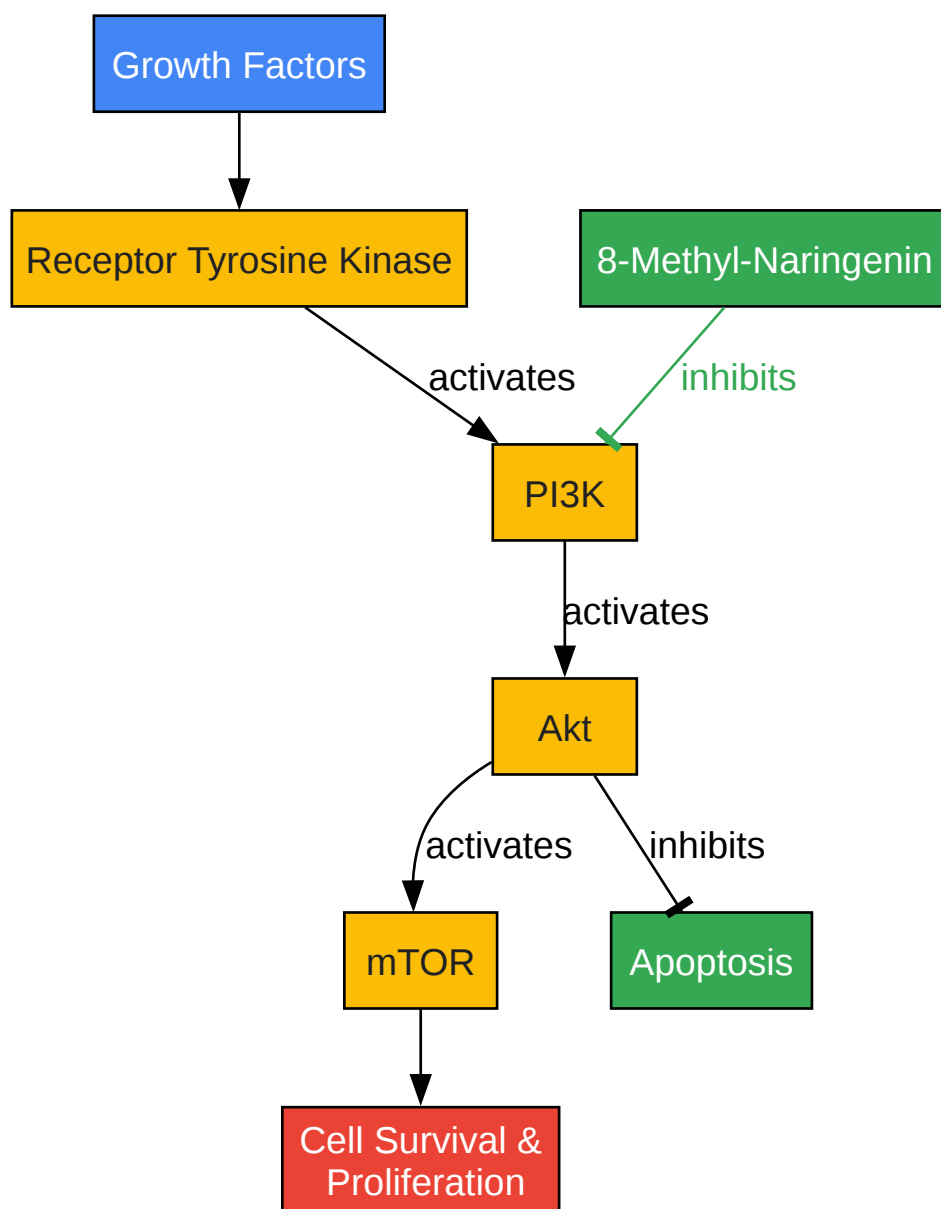 Growth Factors
Receptor Tyrosine Kinase
8-Methyl-Naringenin
activates
inhibits
PI3K
activates
Akt
activates
inhibits
mTOR
Apoptosis
Cell Survival &
Proliferation